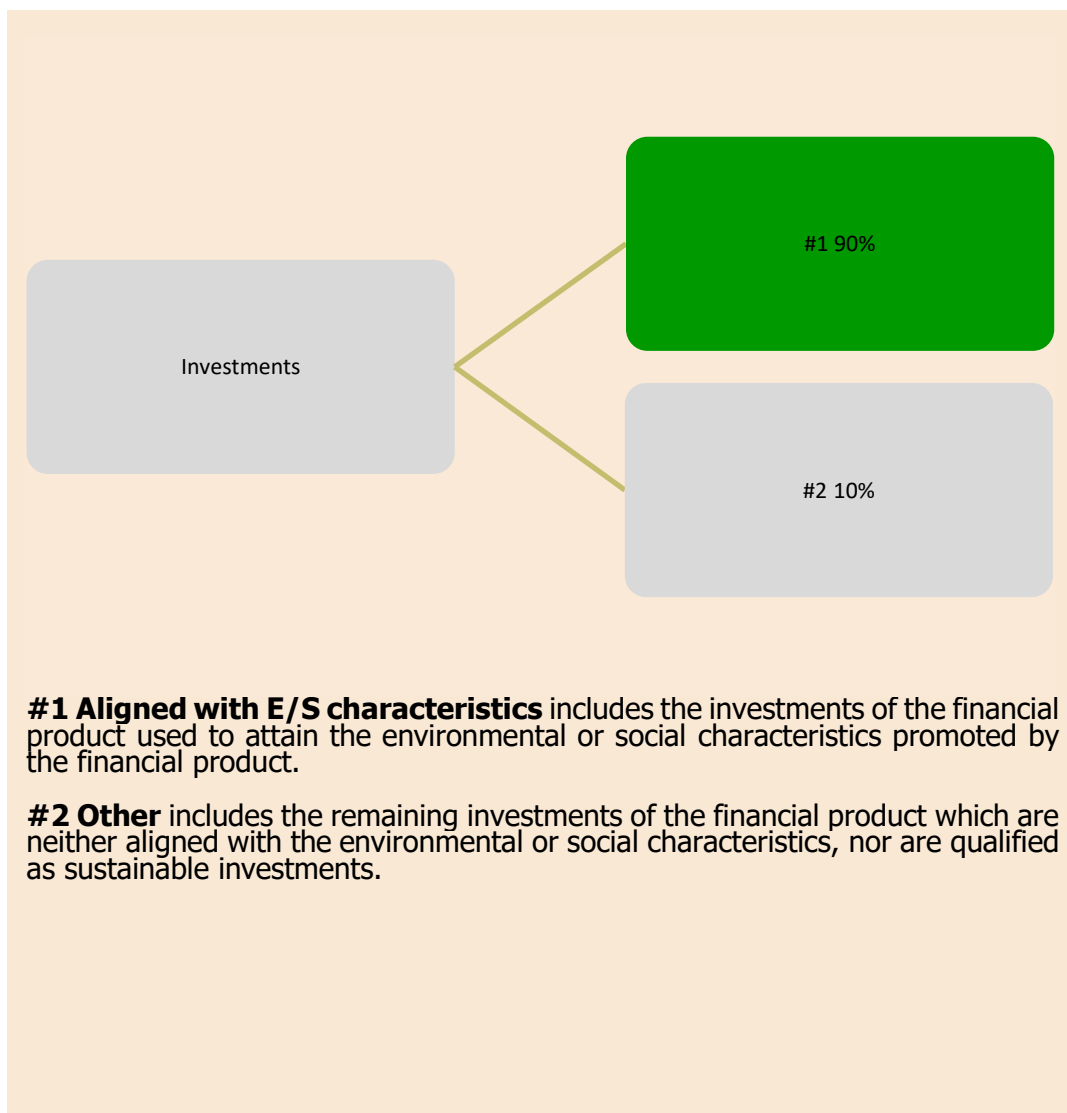 #1 90%
Investments
#2 10%
#1 Aligned with E/S characteristics includes the investments of the financial
product used to attain the environmental or social characteristics promoted by
the financial product.
#2 Other includes the remaining investments of the financial product which are
neither aligned with the environmental or social characteristics, nor are qualified
as sustainable investments.